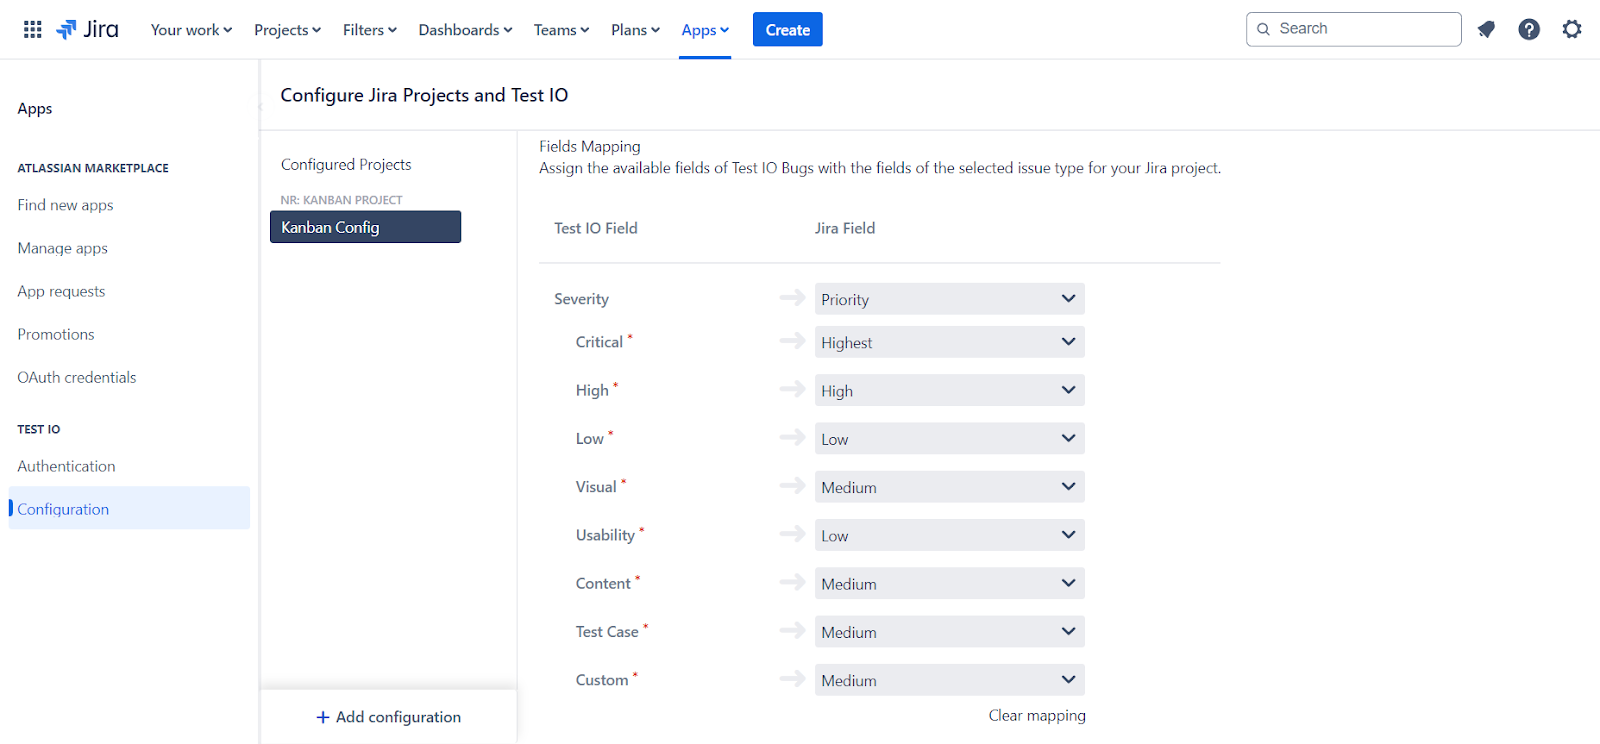 Jira Your work Projects Filters Dashboards Teams Plans Apps Create Search
Apps
ATLASSIAN MARKETPLACE
Find new apps
Manage apps
App requests
Promotions
OAuth credentials
TEST IO
Authentication
Configuration
Configure Jira Projects and Test IO
Configured Projects
NR: KANBAN PROJECT
Kanban Config
+ Add configuration
Fields Mapping
Assign the available fields of Test IO Bugs with the fields of the selected issue type for your Jira project.
Test IO Field Jira Field
Severity Priority
Critical * Highest
High * High
Low * Low
Visual * Medium
Usability * Low
Content * Medium
Test Case * Medium
Custom * Medium
Clear mapping